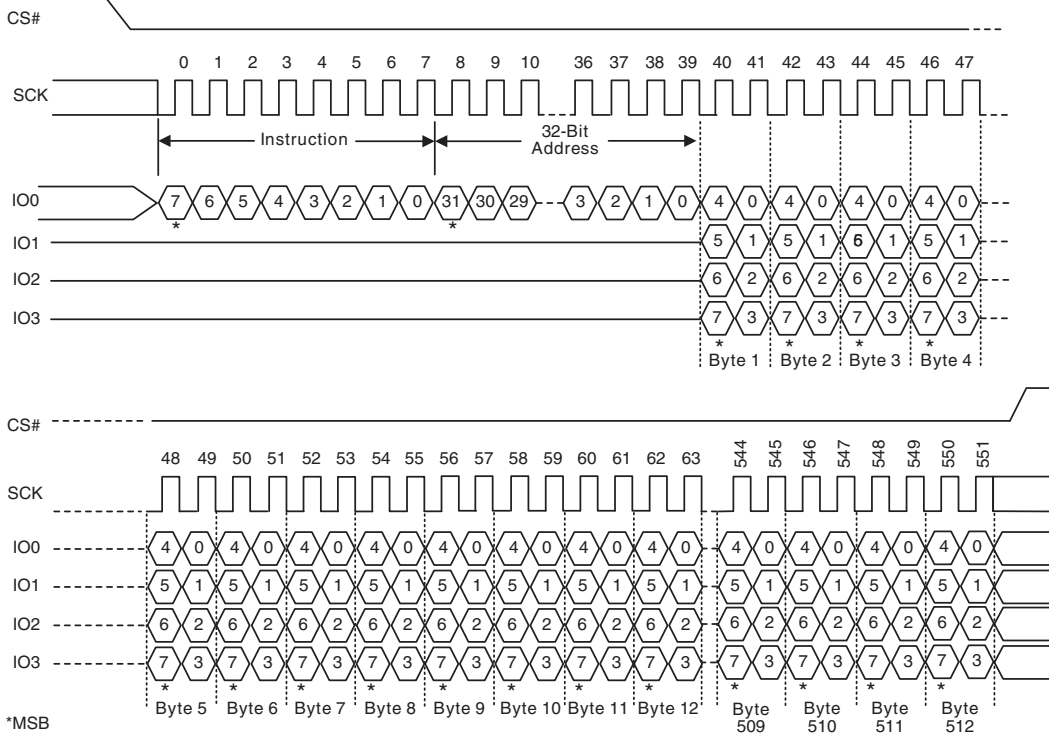 CS#
0 1 2 3 4 5 6 7 8 9 10 36 37 38 39 40 41 42 43 44 45 46 47
SCK
Instruction
32-Bit
Address
IO0 7 6 5 4 3 2 1 0 31 30 29 3 2 1 0 4 0 4 0 4 0 4 0
* *
IO1 5 1 5 1 6 1 5 1
IO2 6 2 6 2 6 2 6 2
IO3 7 3 7 3 7 3 7 3
* * * *
Byte 1 Byte 2 Byte 3 Byte 4
CS#
48 49 50 51 52 53 54 55 56 57 58 59 60 61 62 63 544 545 546 547 548 549 550 551
SCK
IO0 4 0 4 0 4 0 4 0 4 0 4 0 4 0 4 0 4 0 4 0 4 0 4 0
IO1 5 1 5 1 5 1 5 1 5 1 5 1 5 1 5 1 5 1 5 1 5 1 5 1
IO2 6 2 6 2 6 2 6 2 6 2 6 2 6 2 6 2 6 2 6 2 6 2 6 2
IO3 7 3 7 3 7 3 7 3 7 3 7 3 7 3 7 3 7 3 7 3 7 3 7 3
* * * * * * * * * * * *
Byte 5 Byte 6 Byte 7 Byte 8 Byte 9 Byte 10 Byte 11 Byte 12 Byte 509 Byte 510 Byte 511 Byte 512
*MSB